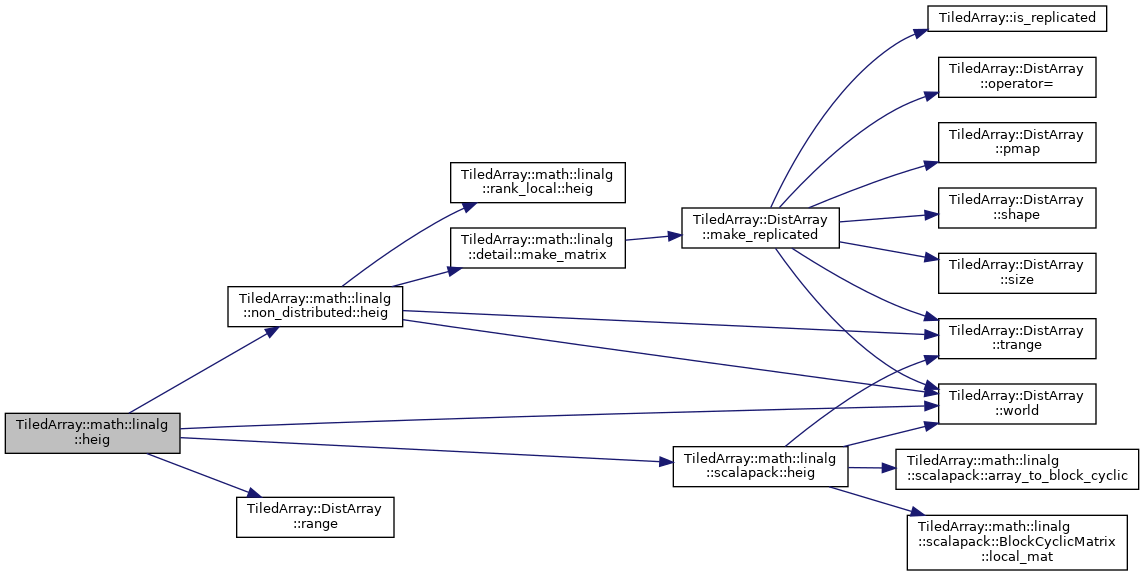 TiledArray::is_replicated
TiledArray::DistArray
::operator=
TiledArray::DistArray
::pmap
TiledArray::math::linalg
::rank_local::heig
TiledArray::DistArray
::shape
TiledArray::DistArray
::make_replicated
TiledArray::math::linalg
::detail::make_matrix
TiledArray::DistArray
::size
TiledArray::math::linalg
::non_distributed::heig
TiledArray::DistArray
::trange
TiledArray::DistArray
::world
TiledArray::math::linalg
::heig
TiledArray::math::linalg
::scalapack::heig
TiledArray::math::linalg
::scalapack::array_to_block_cyclic
TiledArray::DistArray
::range
TiledArray::math::linalg
::scalapack::BlockCyclicMatrix
::local_mat